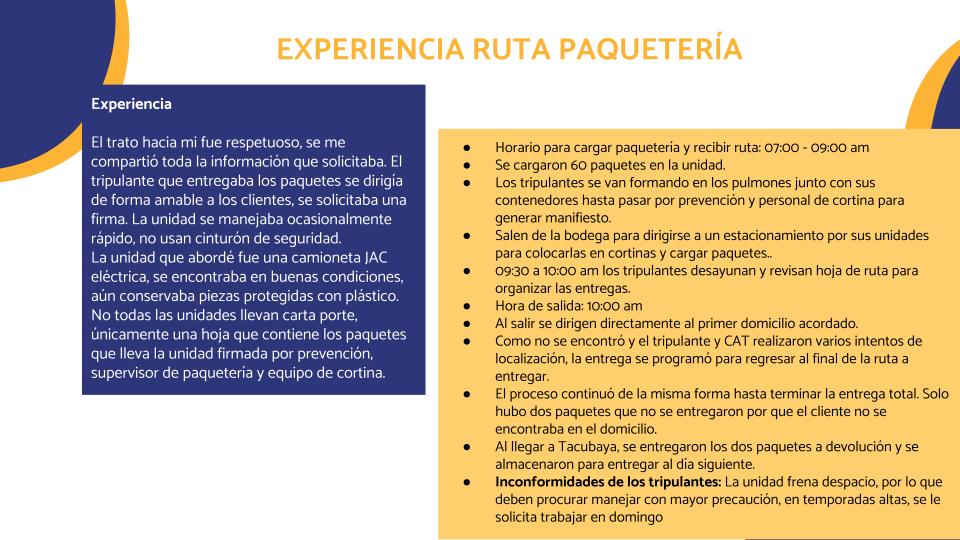 EXPERIENCIA RUTA PAQUETERÍA
Experiencia
El trato hacia mi fue respetuoso, se me
compartió toda la información que solicitaba. El
tripulante que entregaba los paquetes se dirigía
de forma amable a los clientes, se solicitaba una
firma. La unidad se manejaba ocasionalmente
rápido, no usan cinturón de seguridad.
La unidad que abordé fue una camioneta JAC
eléctrica, se encontraba en buenas condiciones,
aún conservaba piezas protegidas con plástico.
No todas las unidades llevan carta porte,
únicamente una hoja que contiene los paquetes
que lleva la unidad firmada por prevención,
supervisor de paquetería y equipo de cortina.
● Horario para cargar paquetería y recibir ruta: 07:00 - 09:00 am
● Se cargaron 60 paquetes en la unidad.
● Los tripulantes se van formando en los pulmones junto con sus
contenedores hasta pasar por prevención y personal de cortina para
generar manifiesto.
● Salen de la bodega para dirigirse a un estacionamiento por sus unidades
para colocarlas en cortinas y cargar paquetes..
● 09:30 a 10:00 am los tripulantes desayunan y revisan hoja de ruta para
organizar las entregas.
● Hora de salida: 10:00 am
● Al salir se dirigen directamente al primer domicilio acordado.
● Como no se encontró y el tripulante y CAT realizaron varios intentos de
localización, la entrega se programó para regresar al final de la ruta a
entregar.
● El proceso continuó de la misma forma hasta terminar la entrega total. Solo
hubo dos paquetes que no se entregaron por que el cliente no se
encontraba en el domicilio.
● Al llegar a Tacubaya, se entregaron los dos paquetes a devolución y se
almacenaron para entregar al día siguiente.
● Inconformidades de los tripulantes: La unidad frena despacio, por lo que
deben procurar manejar con mayor precaución, en temporadas altas, se le
solicita trabajar en domingo